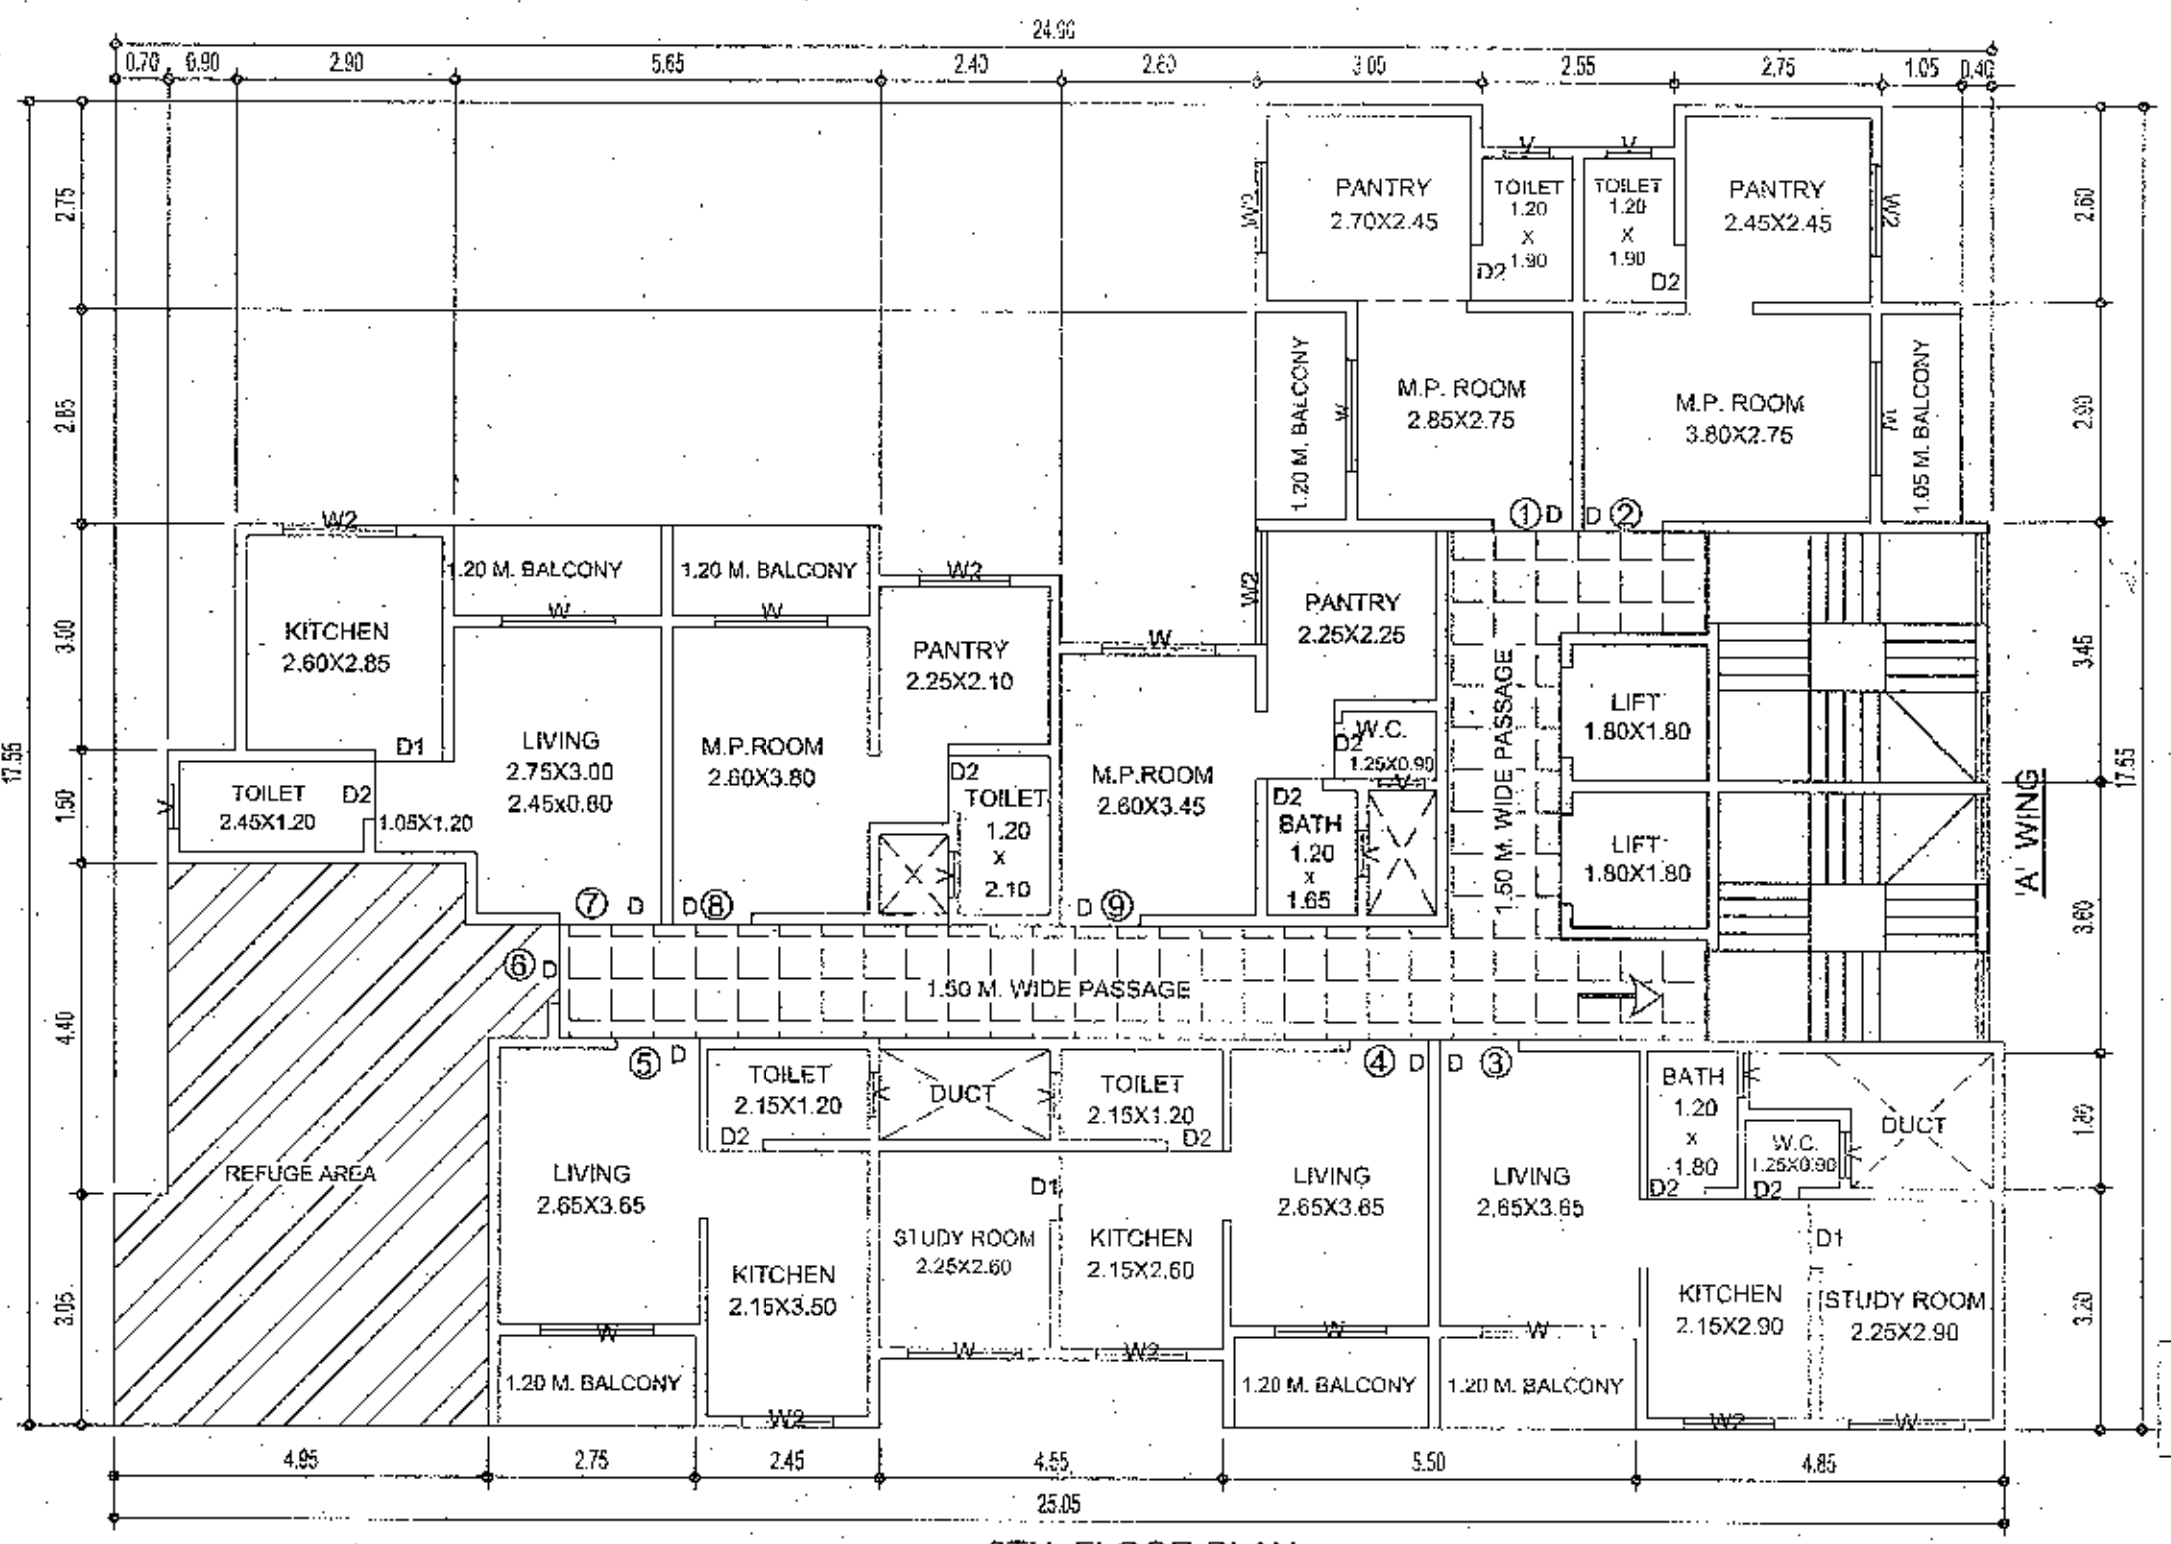 24.90
0.70 0.90 2.90 5.65 2.40 2.60 3.05 2.55 2.75 1.05 0.40
2.75
2.85
3.00
1.50
4.40
3.05
17.55
PANTRY
2.70X2.45
W2
TOILET
1.20
X
1.90
D2
V
TOILET
1.20
X
1.90
D2
V
PANTRY
2.45X2.45
W2
2.60
2.90
3.45
3.60
1.80
3.20
17.55
'A' WING
1.20 M. BALCONY
W
M.P. ROOM
2.85X2.75
M.P. ROOM
3.80X2.75
W
1.05 M. BALCONY
1 D
D 2
W2
KITCHEN
2.60X2.85
D1
1.20 M. BALCONY
W
1.20 M. BALCONY
W
W2
PANTRY
2.25X2.10
W
W2
PANTRY
2.25X2.25
1.50 M. WIDE PASSAGE
LIFT
1.80X1.80
LIFT
1.80X1.80
V
TOILET
2.45X1.20
D2
1.05X1.20
LIVING
2.75X3.00
2.45x0.80
M.P.ROOM
2.60X3.80
D2
TOILET
1.20
X
2.10
V
M.P.ROOM
2.60X3.45
D2
W.C.
1.25X0.90
V
D2
BATH
1.20
x
1.65
V
7 D
D 8
D 9
6 D
1.50 M. WIDE PASSAGE
REFUGE AREA
5 D
LIVING
2.65X3.65
W
1.20 M. BALCONY
TOILET
2.15X1.20
D2
V
DUCT
V
TOILET
2.15X1.20
D2
KITCHEN
2.15X3.50
W2
D1
STUDY ROOM
2.25X2.60
W
KITCHEN
2.15X2.60
W2
4 D
D 3
LIVING
2.65X3.65
W
1.20 M. BALCONY
LIVING
2.65X3.65
W
1.20 M. BALCONY
BATH
1.20
x
1.80
D2
V
W.C.
1.25X0.90
D2
V
DUCT
D1
KITCHEN
2.15X2.90
W2
STUDY ROOM
2.25X2.90
W
4.95 2.75 2.45 4.55 5.50 4.85
25.05